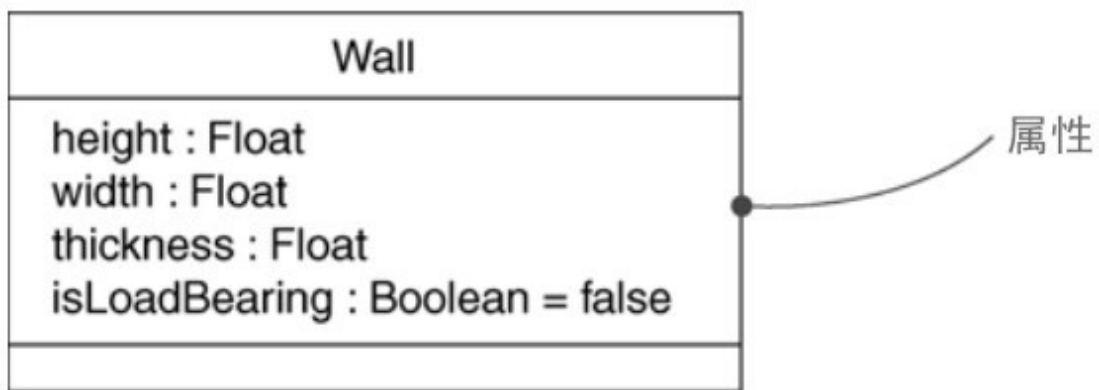 Wall
height : Float
width : Float
thickness : Float
isLoadBearing : Boolean = false
属性